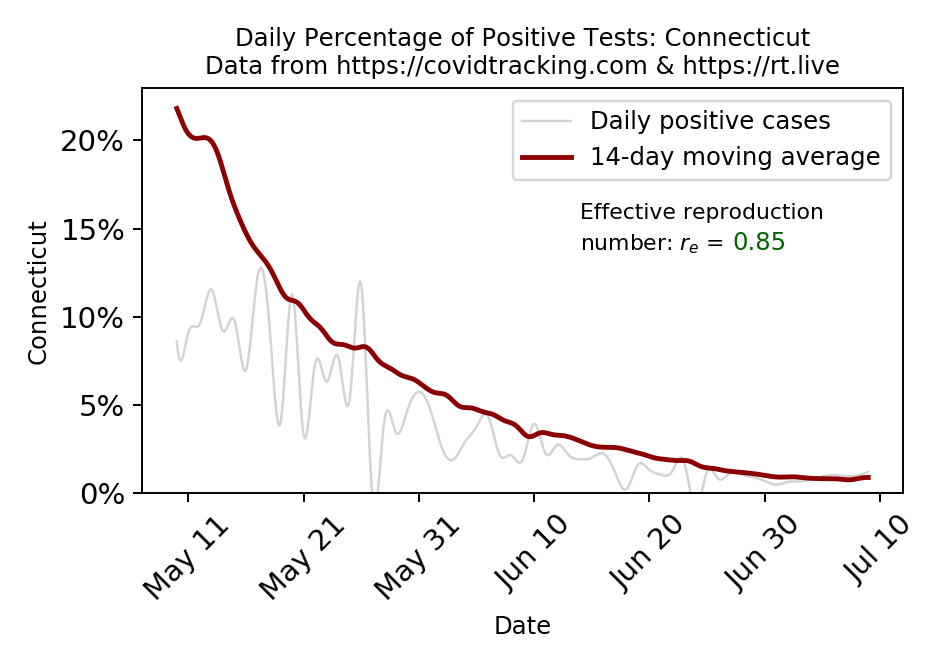 Daily Percentage of Positive Tests: Connecticut
Data from https://covidtracking.com & https://rt.live
Daily positive cases
14-day moving average
Effective reproduction
number: rₑ = 0.85
Connecticut
20%
15%
10%
5%
0%
May 11
May 21
May 31
Jun 10
Jun 20
Jun 30
Jul 10
Date